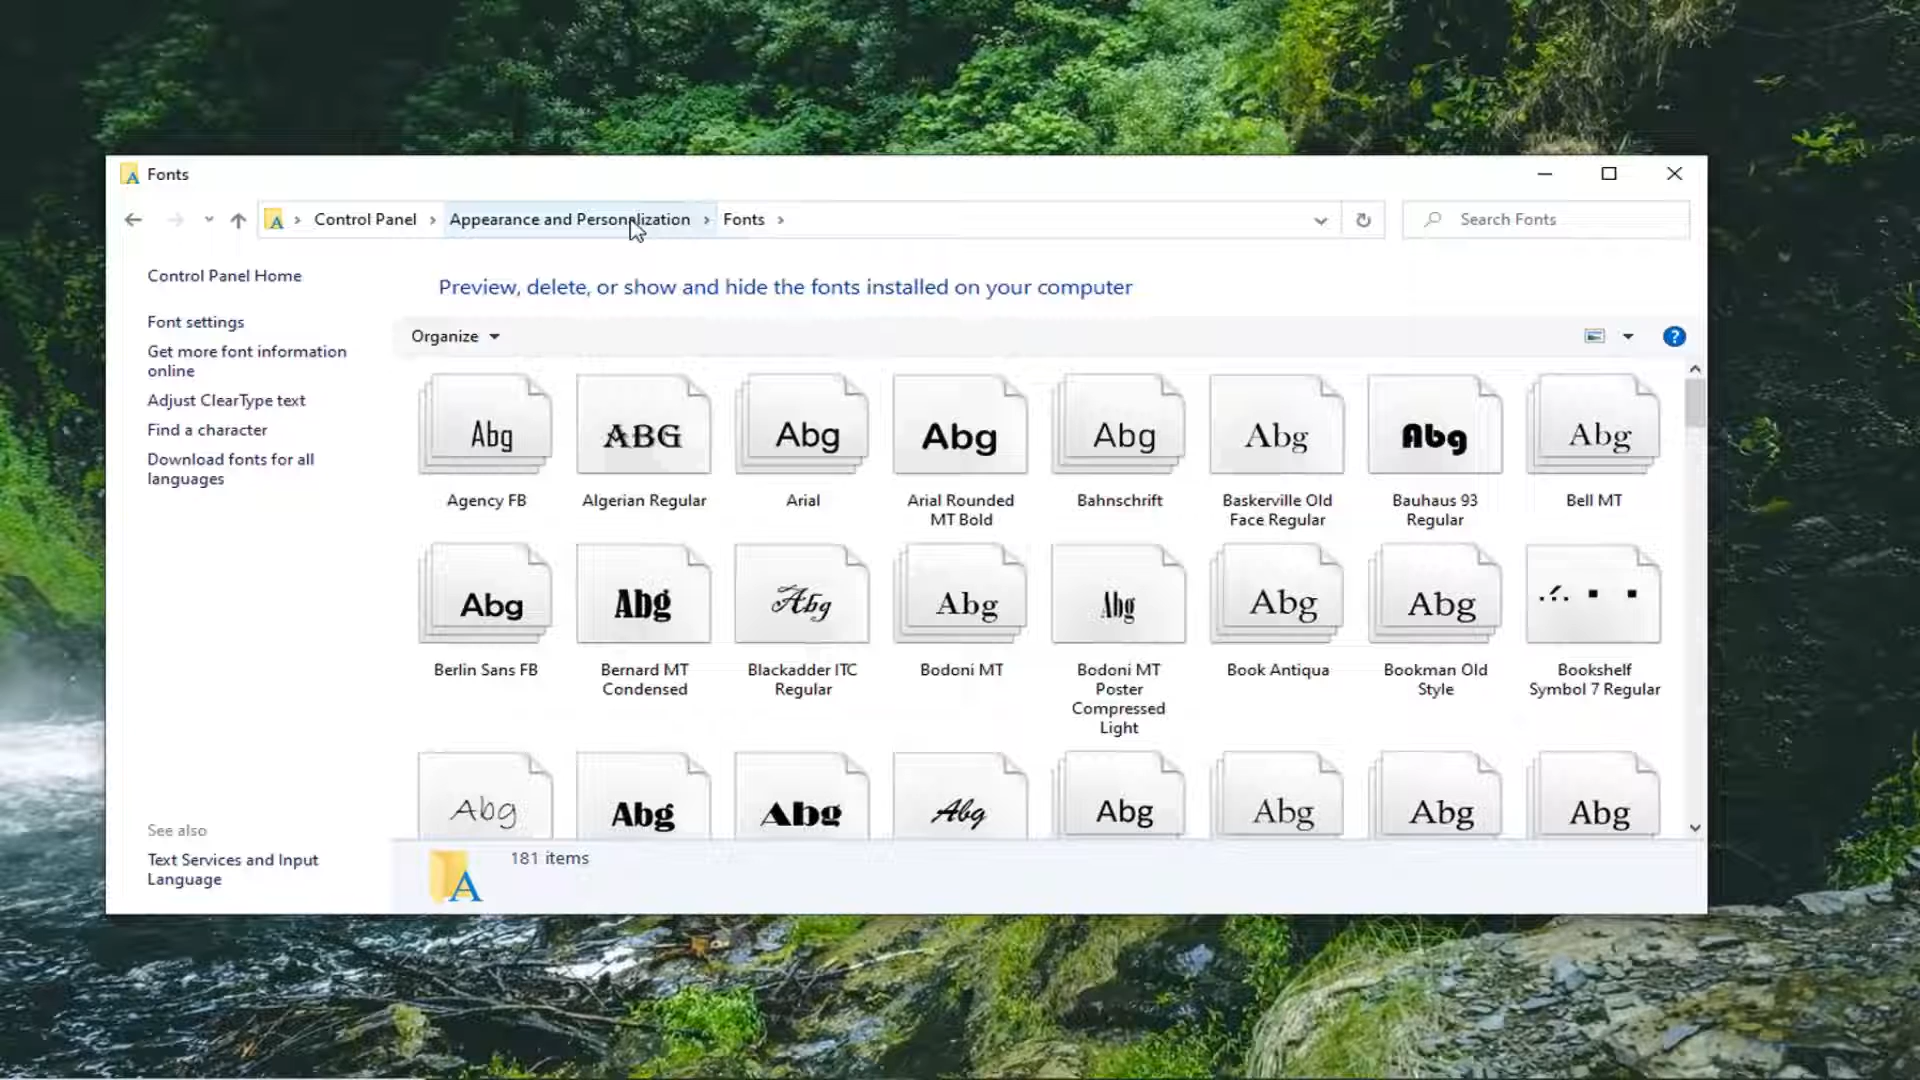 Fonts
Control Panel
Appearance and Personalization
Fonts
Search Fonts
Control Panel Home
Font settings
Get more font information
online
Adjust ClearType text
Find a character
Download fonts for all
languages
See also
Text Services and Input
Language
Preview, delete, or show and hide the fonts installed on your computer
Organize
?
Abg
ABG
Abg
Abg
Abg
Abg
Abg
Abg
Agency FB
Algerian Regular
Arial
Arial Rounded
MT Bold
Bahnschrift
Baskerville Old
Face Regular
Bauhaus 93
Regular
Bell MT
Abg
Abg
Abg
Abg
Abg
Abg
Abg
Berlin Sans FB
Bernard MT
Condensed
Blackadder ITC
Regular
Bodoni MT
Bodoni MT
Poster
Compressed
Light
Book Antiqua
Bookman Old
Style
Bookshelf
Symbol 7 Regular
Abg
Abg
Abg
Abg
Abg
Abg
Abg
Abg
181 items